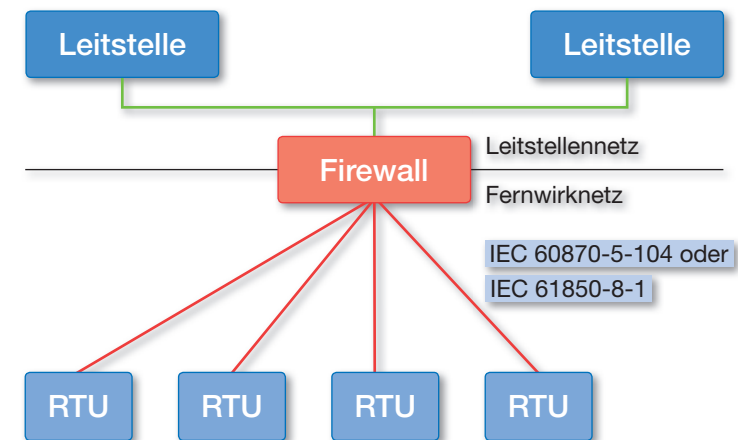 Leitstelle
Leitstelle
Firewall
Leitstellennetz
Fernwirknetz
IEC 60870-5-104 oder
IEC 61850-8-1
RTU
RTU
RTU
RTU